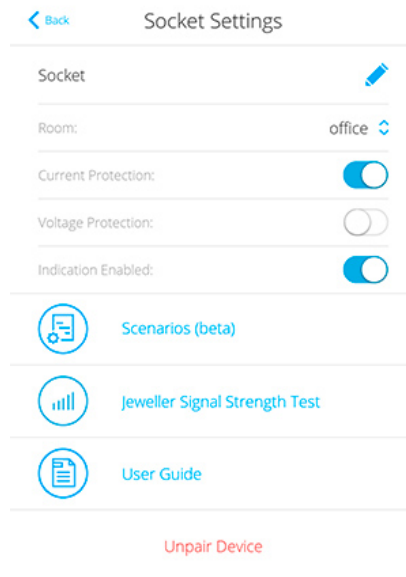 Back
Socket Settings
Socket
Room:
office
Current Protection:
Voltage Protection:
Indication Enabled:
Scenarios (beta)
Jeweller Signal Strength Test
User Guide
Unpair Device